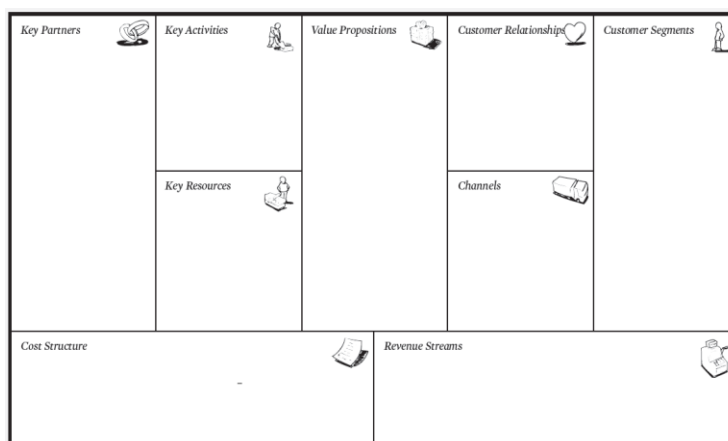 Key Partners
Key Activities
Value Propositions
Customer Relationships
Customer Segments
Key Resources
Channels
Cost Structure
Revenue Streams